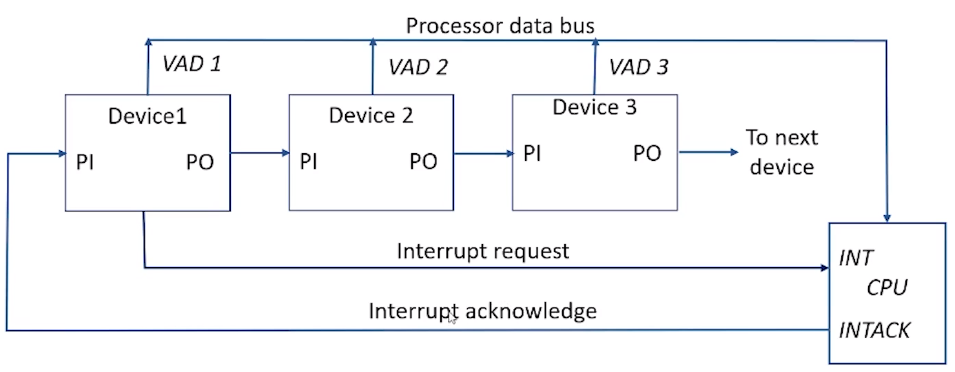 Processor data bus
VAD 1
VAD 2
VAD 3
Device1
Device 2
Device 3
PI
PO
PI
PO
PI
PO
To next
device
Interrupt request
INT
CPU
Interrupt acknowledge
INTACK